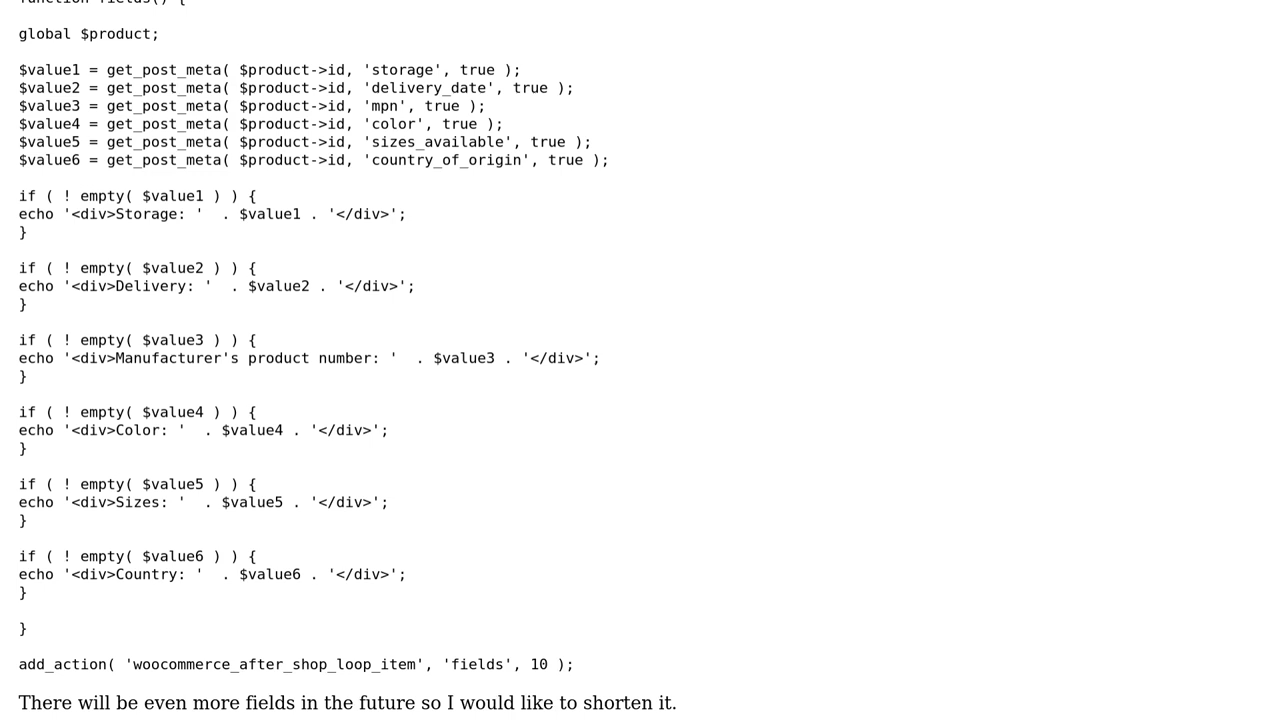 function fields() {
global $product;
$value1 = get_post_meta( $product->id, 'storage', true );
$value2 = get_post_meta( $product->id, 'delivery_date', true );
$value3 = get_post_meta( $product->id, 'mpn', true );
$value4 = get_post_meta( $product->id, 'color', true );
$value5 = get_post_meta( $product->id, 'sizes_available', true );
$value6 = get_post_meta( $product->id, 'country_of_origin', true );
if ( ! empty( $value1 ) ) {
echo '<div>Storage: '  . $value1 . '</div>';
}
if ( ! empty( $value2 ) ) {
echo '<div>Delivery: '  . $value2 . '</div>';
}
if ( ! empty( $value3 ) ) {
echo '<div>Manufacturer's product number: '  . $value3 . '</div>';
}
if ( ! empty( $value4 ) ) {
echo '<div>Color: '  . $value4 . '</div>';
}
if ( ! empty( $value5 ) ) {
echo '<div>Sizes: '  . $value5 . '</div>';
}
if ( ! empty( $value6 ) ) {
echo '<div>Country: '  . $value6 . '</div>';
}
}
add_action( 'woocommerce_after_shop_loop_item', 'fields', 10 );
There will be even more fields in the future so I would like to shorten it.